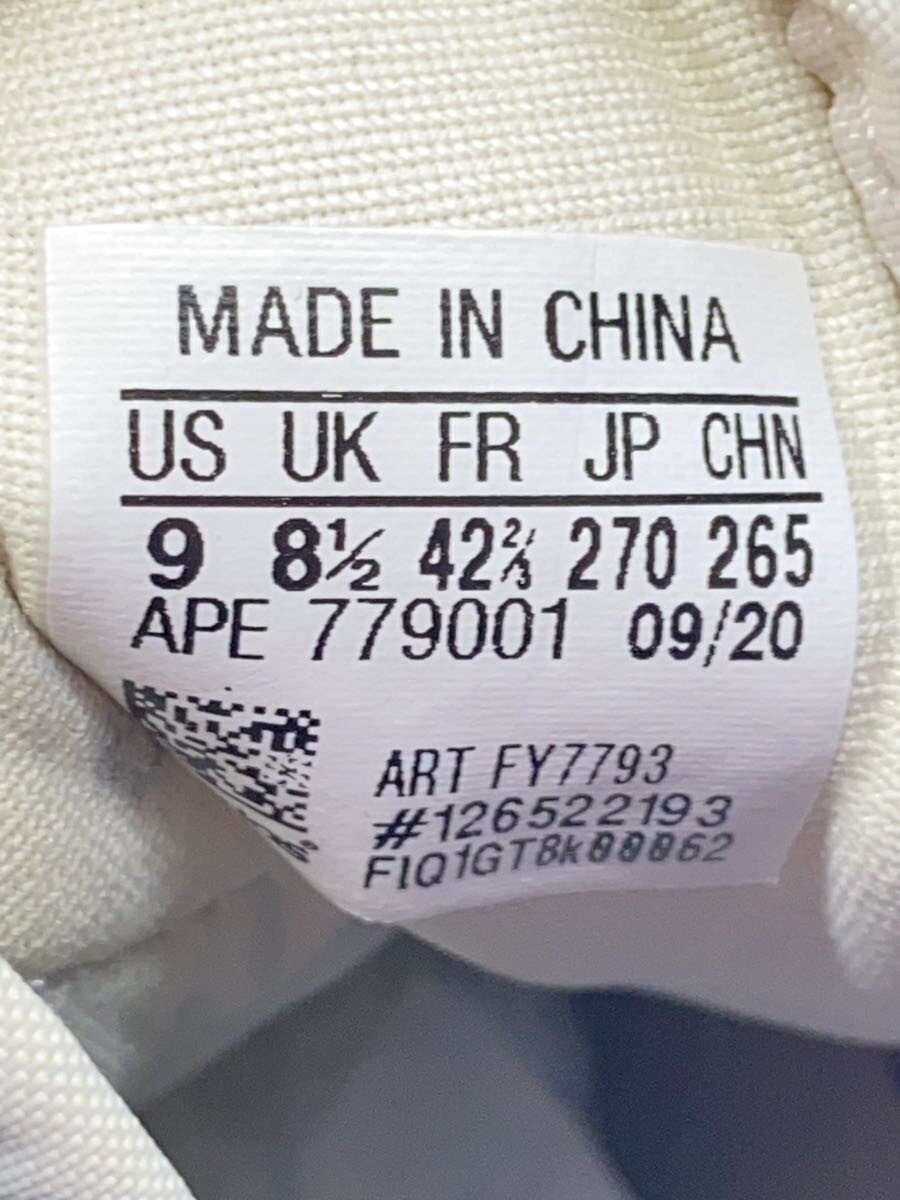 MADE IN CHINA
US UK FR JP CHN
9 8½ 42⅔ 270 265
APE 779001 09/20
ART FY7793
#126522193
FIQ1GT8k00062